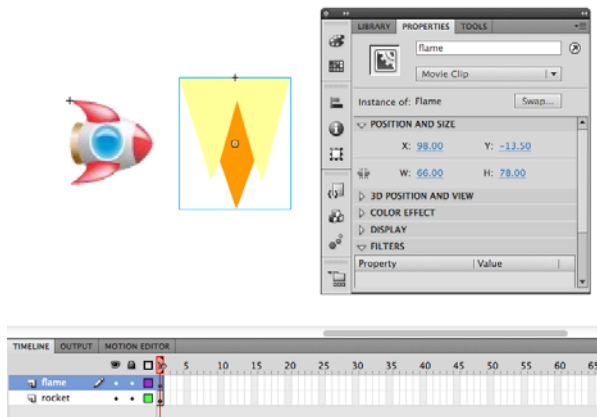 LIBRARY PROPERTIES TOOLS
flame
Movie Clip
Instance of: Flame Swap...
POSITION AND SIZE
X: 98.00 Y: -13.50
W: 66.00 H: 78.00
3D POSITION AND VIEW
COLOR EFFECT
DISPLAY
FILTERS
Property Value
TIMELINE OUTPUT MOTION EDITOR
5 10 15 20 25 30 35 40 45 50 55 60 65
flame
rocket